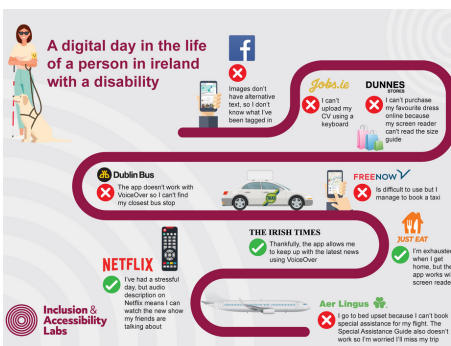 A digital day in the life
of a person in ireland
with a disability
Images don't
have alternative
text, so I don't
know what I've
been tagged in
Jobs.ie
I can't
upload my
CV using a
keyboard
DUNNES
STORES
I can't purchase
my favourite dress
online because
my screen reader
can't read the size
guide
Dublin Bus
The app doesn't work with
VoiceOver so I can't find
my closest bus stop
TAXI
FREENOW
Is difficult to use but I
manage to book a taxi
THE IRISH TIMES
Thankfully, the app allows me
to keep up with the latest news
using VoiceOver
JUST EAT
I'm exhausted
when I get
home, but the
app works wi
screen reade
NETFLIX
I've had a stressful
day, but audio
description on
Netflix means I can
watch the new show
my friends are
talking about
Aer Lingus
I go to bed upset because I can't book
special assistance for my flight. The
Special Assistance Guide also doesn't
work so I'm worried I'll miss my trip
Inclusion &
Accessibility
Labs